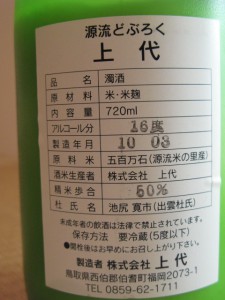 源流どぶろく
上代
品名 濁酒
原材料 米・米麹
内容量 720ml
アルコール分 16度
製造年月 10 03
原料米 五百万石(源流米の里産)
酒米生産者 株式会社 上代
精米歩合 60%
杜氏 池尻 寛市(出雲杜氏)
未成年者の飲酒は法律で禁止されています。
保存方法 要冷蔵(5度以下)
●開栓後はお早めにお召し上がり下さい。
製造者 株式会社 上代
鳥取県西伯郡伯耆町福岡2073-1
TEL 0859-62-1711